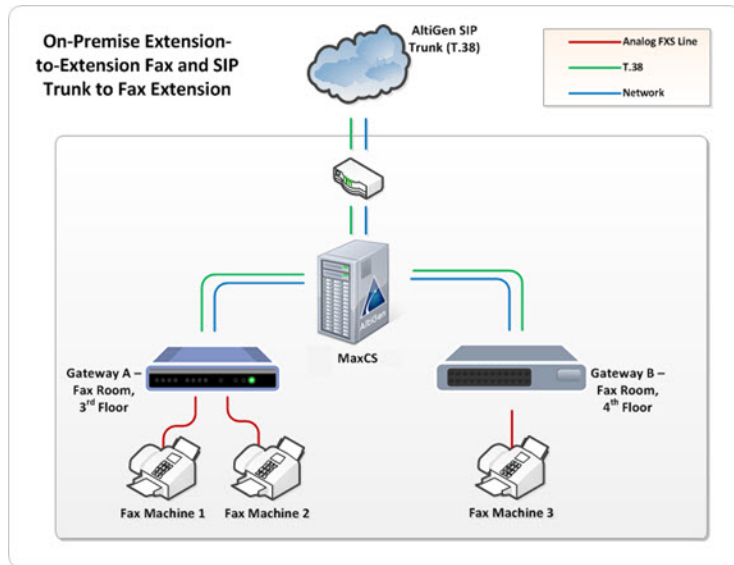 On-Premise Extension-
to-Extension Fax and SIP
Trunk to Fax Extension
AltiGen SIP
Trunk (T.38)
Analog FXS Line
T.38
Network
AltiGen
MaxCS
Gateway A –
Fax Room,
3rd Floor
Gateway B –
Fax Room,
4th Floor
Fax Machine 1
Fax Machine 2
Fax Machine 3